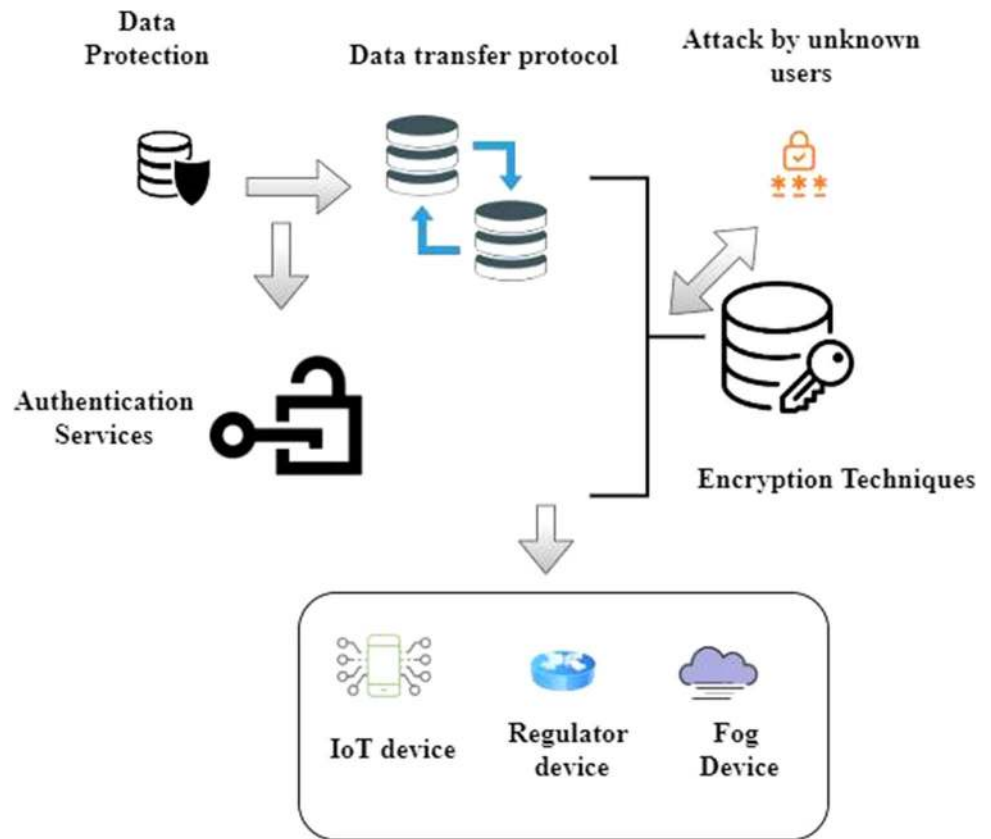 Data
Protection
Data transfer protocol
Attack by unknown
users
***
Authentication
Services
Encryption Techniques
IoT device
Regulator
device
Fog
Device